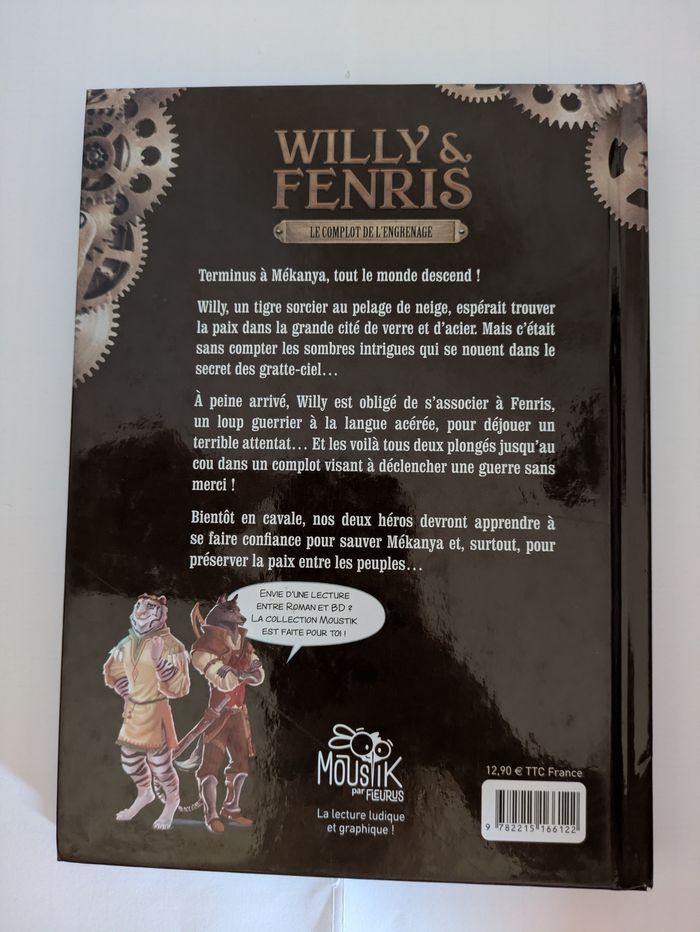 WILLY &
FENRIS
LE COMPLOT DE L'ENGRENAGE
Terminus à Mékanya, tout le monde descend !
Willy, un tigre sorcier au pelage de neige, espérait trouver
la paix dans la grande cité de verre et d'acier. Mais c'était
sans compter les sombres intrigues qui se nouent dans le
secret des gratte-ciel...
À peine arrivé, Willy est obligé de s'associer à Fenris,
un loup guerrier à la langue acérée, pour déjouer un
terrible attentat... Et les voilà tous deux plongés jusqu'au
cou dans un complot visant à déclencher une guerre sans
merci !
Bientôt en cavale, nos deux héros devront apprendre à
se faire confiance pour sauver Mékanya et, surtout, pour
préserver la paix entre les peuples...
ENVIE D'UNE LECTURE
ENTRE ROMAN ET BD ?
LA COLLECTION MOUSTIK
EST FAITE POUR TOI !
MOUSTIK
par FLEURUS
La lecture ludique
et graphique !
12,90 € TTC France
9 782215 166122